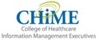 CHiME
College of Healthcare
Information Management Executives